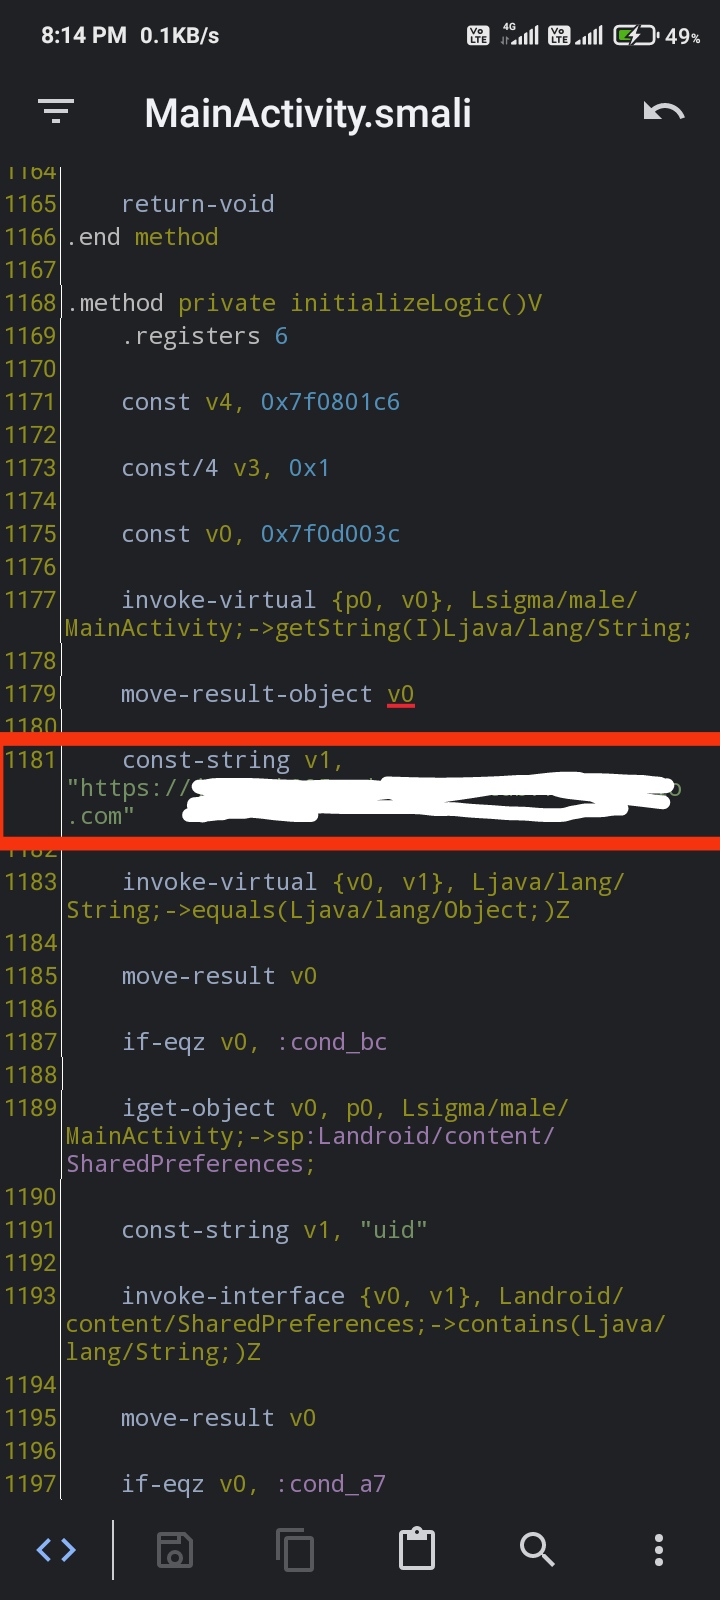 8:14 PM 0.1KB/s Vo LTE 4G Vo LTE 49%
MainActivity.smali
1164
1165 return-void
1166 .end method
1167
1168 .method private initializeLogic()V
1169 .registers 6
1170
1171 const v4, 0x7f0801c6
1172
1173 const/4 v3, 0x1
1174
1175 const v0, 0x7f0d003c
1176
1177 invoke-virtual {p0, v0}, Lsigma/male/
MainActivity;->getString(I)Ljava/lang/String;
1178
1179 move-result-object v0
1180
1181 const-string v1,
"https://
.com"
1182
1183 invoke-virtual {v0, v1}, Ljava/lang/
String;->equals(Ljava/lang/Object;)Z
1184
1185 move-result v0
1186
1187 if-eqz v0, :cond_bc
1188
1189 iget-object v0, p0, Lsigma/male/
MainActivity;->sp:Landroid/content/
SharedPreferences;
1190
1191 const-string v1, "uid"
1192
1193 invoke-interface {v0, v1}, Landroid/
content/SharedPreferences;->contains(Ljava/
lang/String;)Z
1194
1195 move-result v0
1196
1197 if-eqz v0, :cond_a7